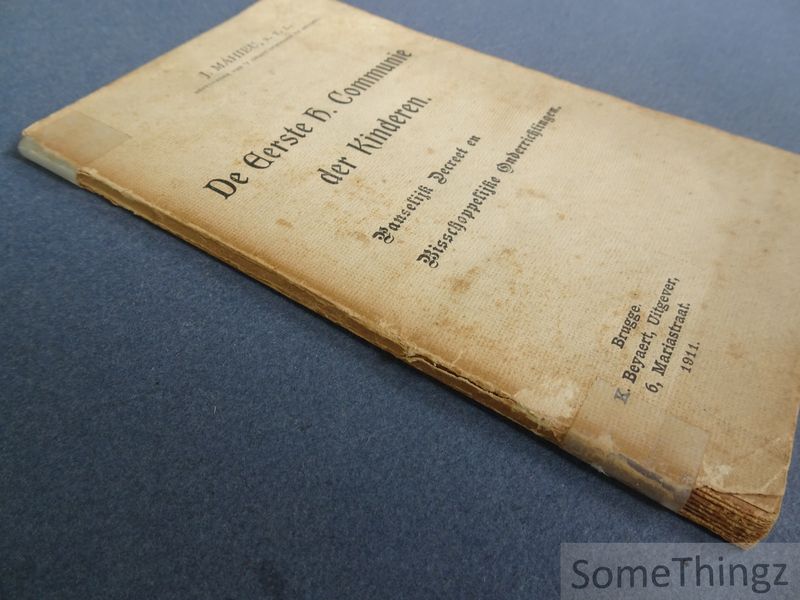 J. MAHIEU, s. t. l.
De Eerste H. Communie
der Kinderen.
Pauselijk Decreet en
Bisschoppelijke Onderrichtingen.
Brugge.
K. Beyaert, Uitgever,
6, Mariastraat.
1911.
SomeThingz